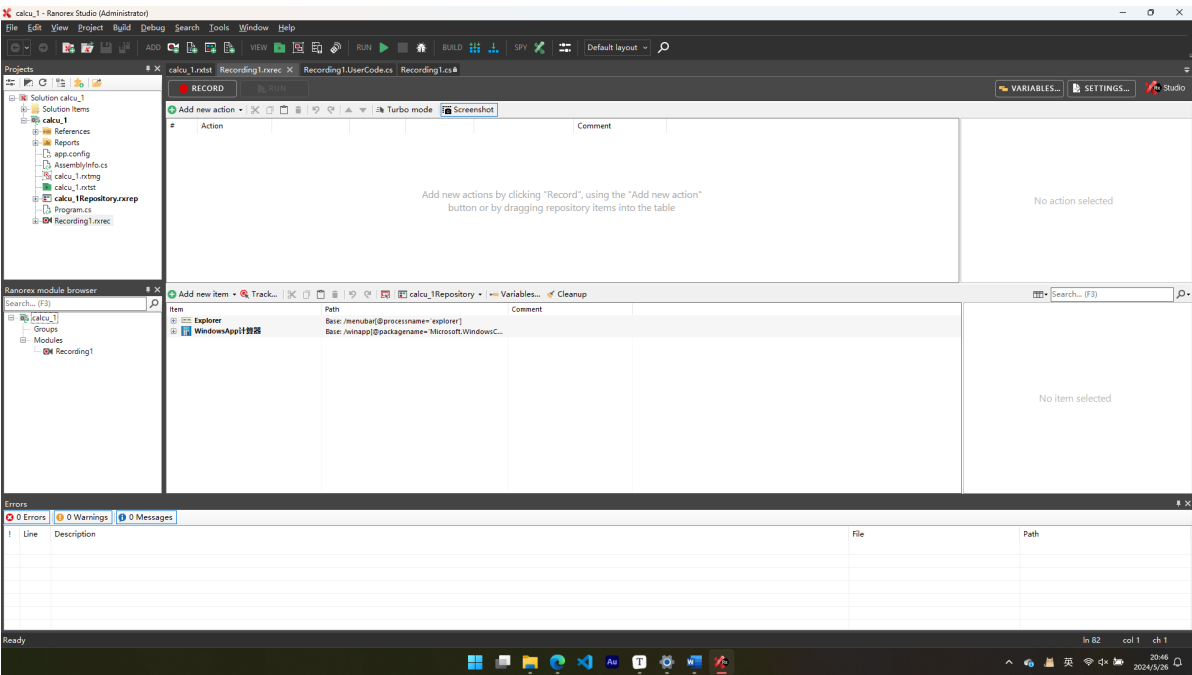 calcu_1 - Ranorex Studio (Administrator)
File Edit View Project Build Debug Search Tools Window Help
ADD VIEW RUN BUILD SPY Default layout
Projects
calcu_1.rxtst Recording1.rxrec Recording1.UserCode.cs Recording1.cs
RECORD RUN VARIABLES... SETTINGS... Studio
Solution calcu_1
Solution Items
calcu_1
References
Reports
app.config
AssemblyInfo.cs
calcu_1.rxtmg
calcu_1.rxtst
calcu_1Repository.rxrep
Program.cs
Recording1.rxrec
Add new action Turbo mode Screenshot
# Action Comment
Add new actions by clicking "Record", using the "Add new action"
button or by dragging repository items into the table
No action selected
Ranorex module browser
Search... (F3)
calcu_1
Groups
Modules
Recording1
Add new item Track... calcu_1Repository Variables... Cleanup Search... (F3)
Item Path Comment
Explorer Base: /menubar[@processname='explorer']
WindowsApp计算器 Base: /winapp[@packagename='Microsoft.WindowsC...
No item selected
Errors
0 Errors 0 Warnings 0 Messages
! Line Description File Path
Ready ln 82 col 1 ch 1
Au T 英 20:46
2024/5/26